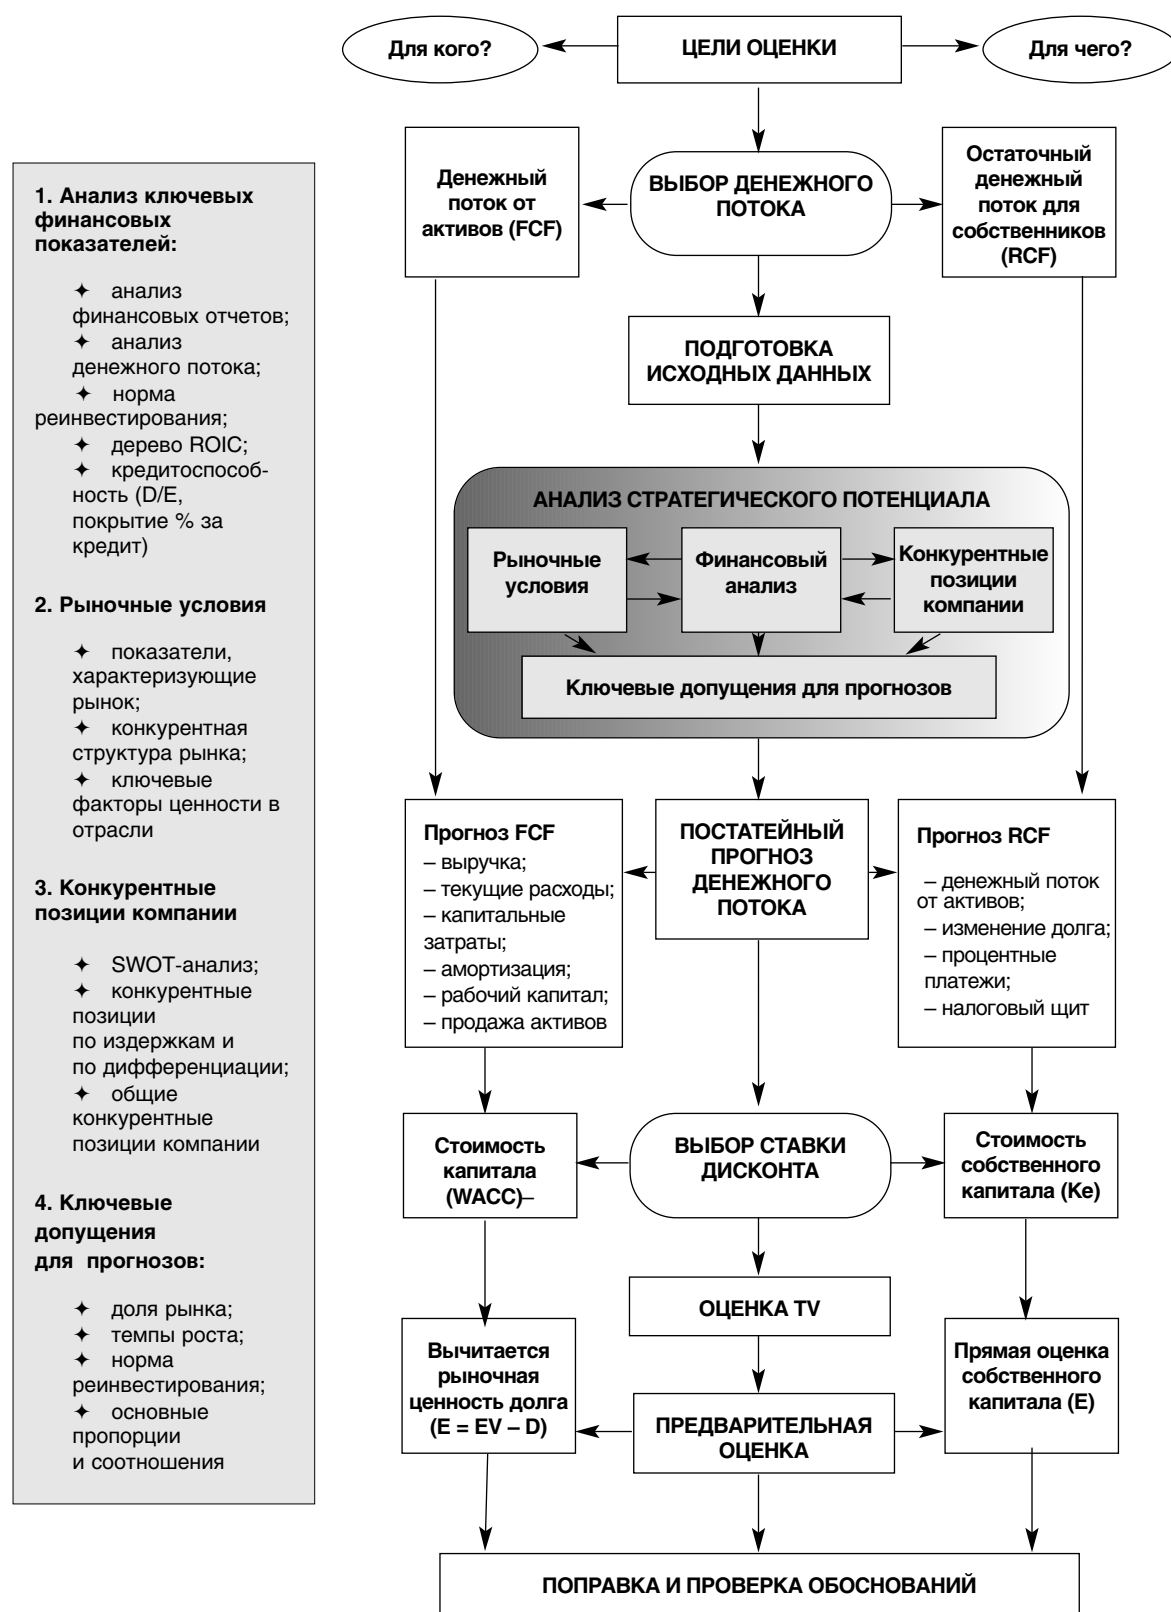 Для кого?
ЦЕЛИ ОЦЕНКИ
Для чего?
Денежный
поток от
активов (FCF)
ВЫБОР ДЕНЕЖНОГО
ПОТОКА
Остаточный
денежный
поток для
собственников
(RCF)
1. Анализ ключевых
финансовых
показателей:
✦ анализ
финансовых отчетов;
✦ анализ
денежного потока;
✦ норма
реинвестирования;
✦ дерево ROIC;
✦ кредитоспособ-
ность (D/E,
покрытие % за
кредит)
2. Рыночные условия
✦ показатели,
характеризующие
рынок;
✦ конкурентная
структура рынка;
✦ ключевые
факторы ценности в
отрасли
3. Конкурентные
позиции компании
✦ SWOT-анализ;
✦ конкурентные
позиции
по издержкам и
по дифференциации;
✦ общие
конкурентные
позиции компании
4. Ключевые
допущения
для прогнозов:
✦ доля рынка;
✦ темпы роста;
✦ норма
реинвестирования;
✦ основные
пропорции
и соотношения
ПОДГОТОВКА
ИСХОДНЫХ ДАННЫХ
АНАЛИЗ СТРАТЕГИЧЕСКОГО ПОТЕНЦИАЛА
Рыночные
условия
Финансовый
анализ
Конкурентные
позиции
компании
Ключевые допущения для прогнозов
Прогноз FCF
– выручка;
– текущие расходы;
– капитальные
затраты;
– амортизация;
– рабочий капитал;
– продажа активов
ПОСТАТЕЙНЫЙ
ПРОГНОЗ
ДЕНЕЖНОГО
ПОТОКА
Прогноз RCF
– денежный поток
от активов;
– изменение долга;
– процентные
платежи;
– налоговый щит
Стоимость
капитала
(WACC)–
ВЫБОР СТАВКИ
ДИСКОНТА
Стоимость
собственного
капитала (Ke)
ОЦЕНКА TV
Вычитается
рыночная
ценность долга
(E = EV – D)
ПРЕДВАРИТЕЛЬНАЯ
ОЦЕНКА
Прямая оценка
собственного
капитала (E)
ПОПРАВКА И ПРОВЕРКА ОБОСНОВАНИЙ